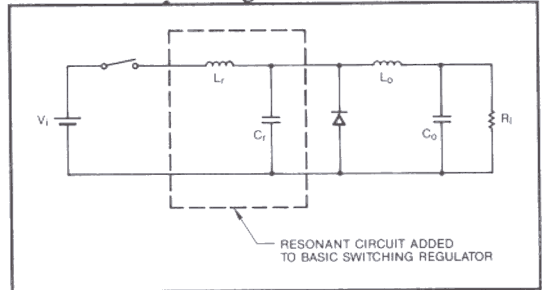 Lr
Lo
Vi
Cr
Co
Rl
RESONANT CIRCUIT ADDED
TO BASIC SWITCHING REGULATOR